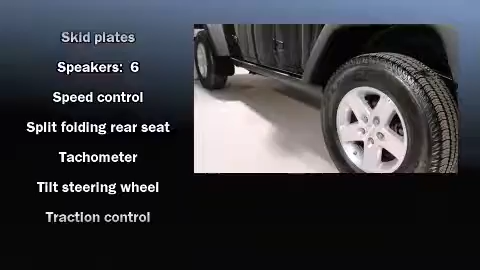 Skid plates
Speakers:  6
Speed control
Split folding rear seat
Tachometer
Tilt steering wheel
Traction control